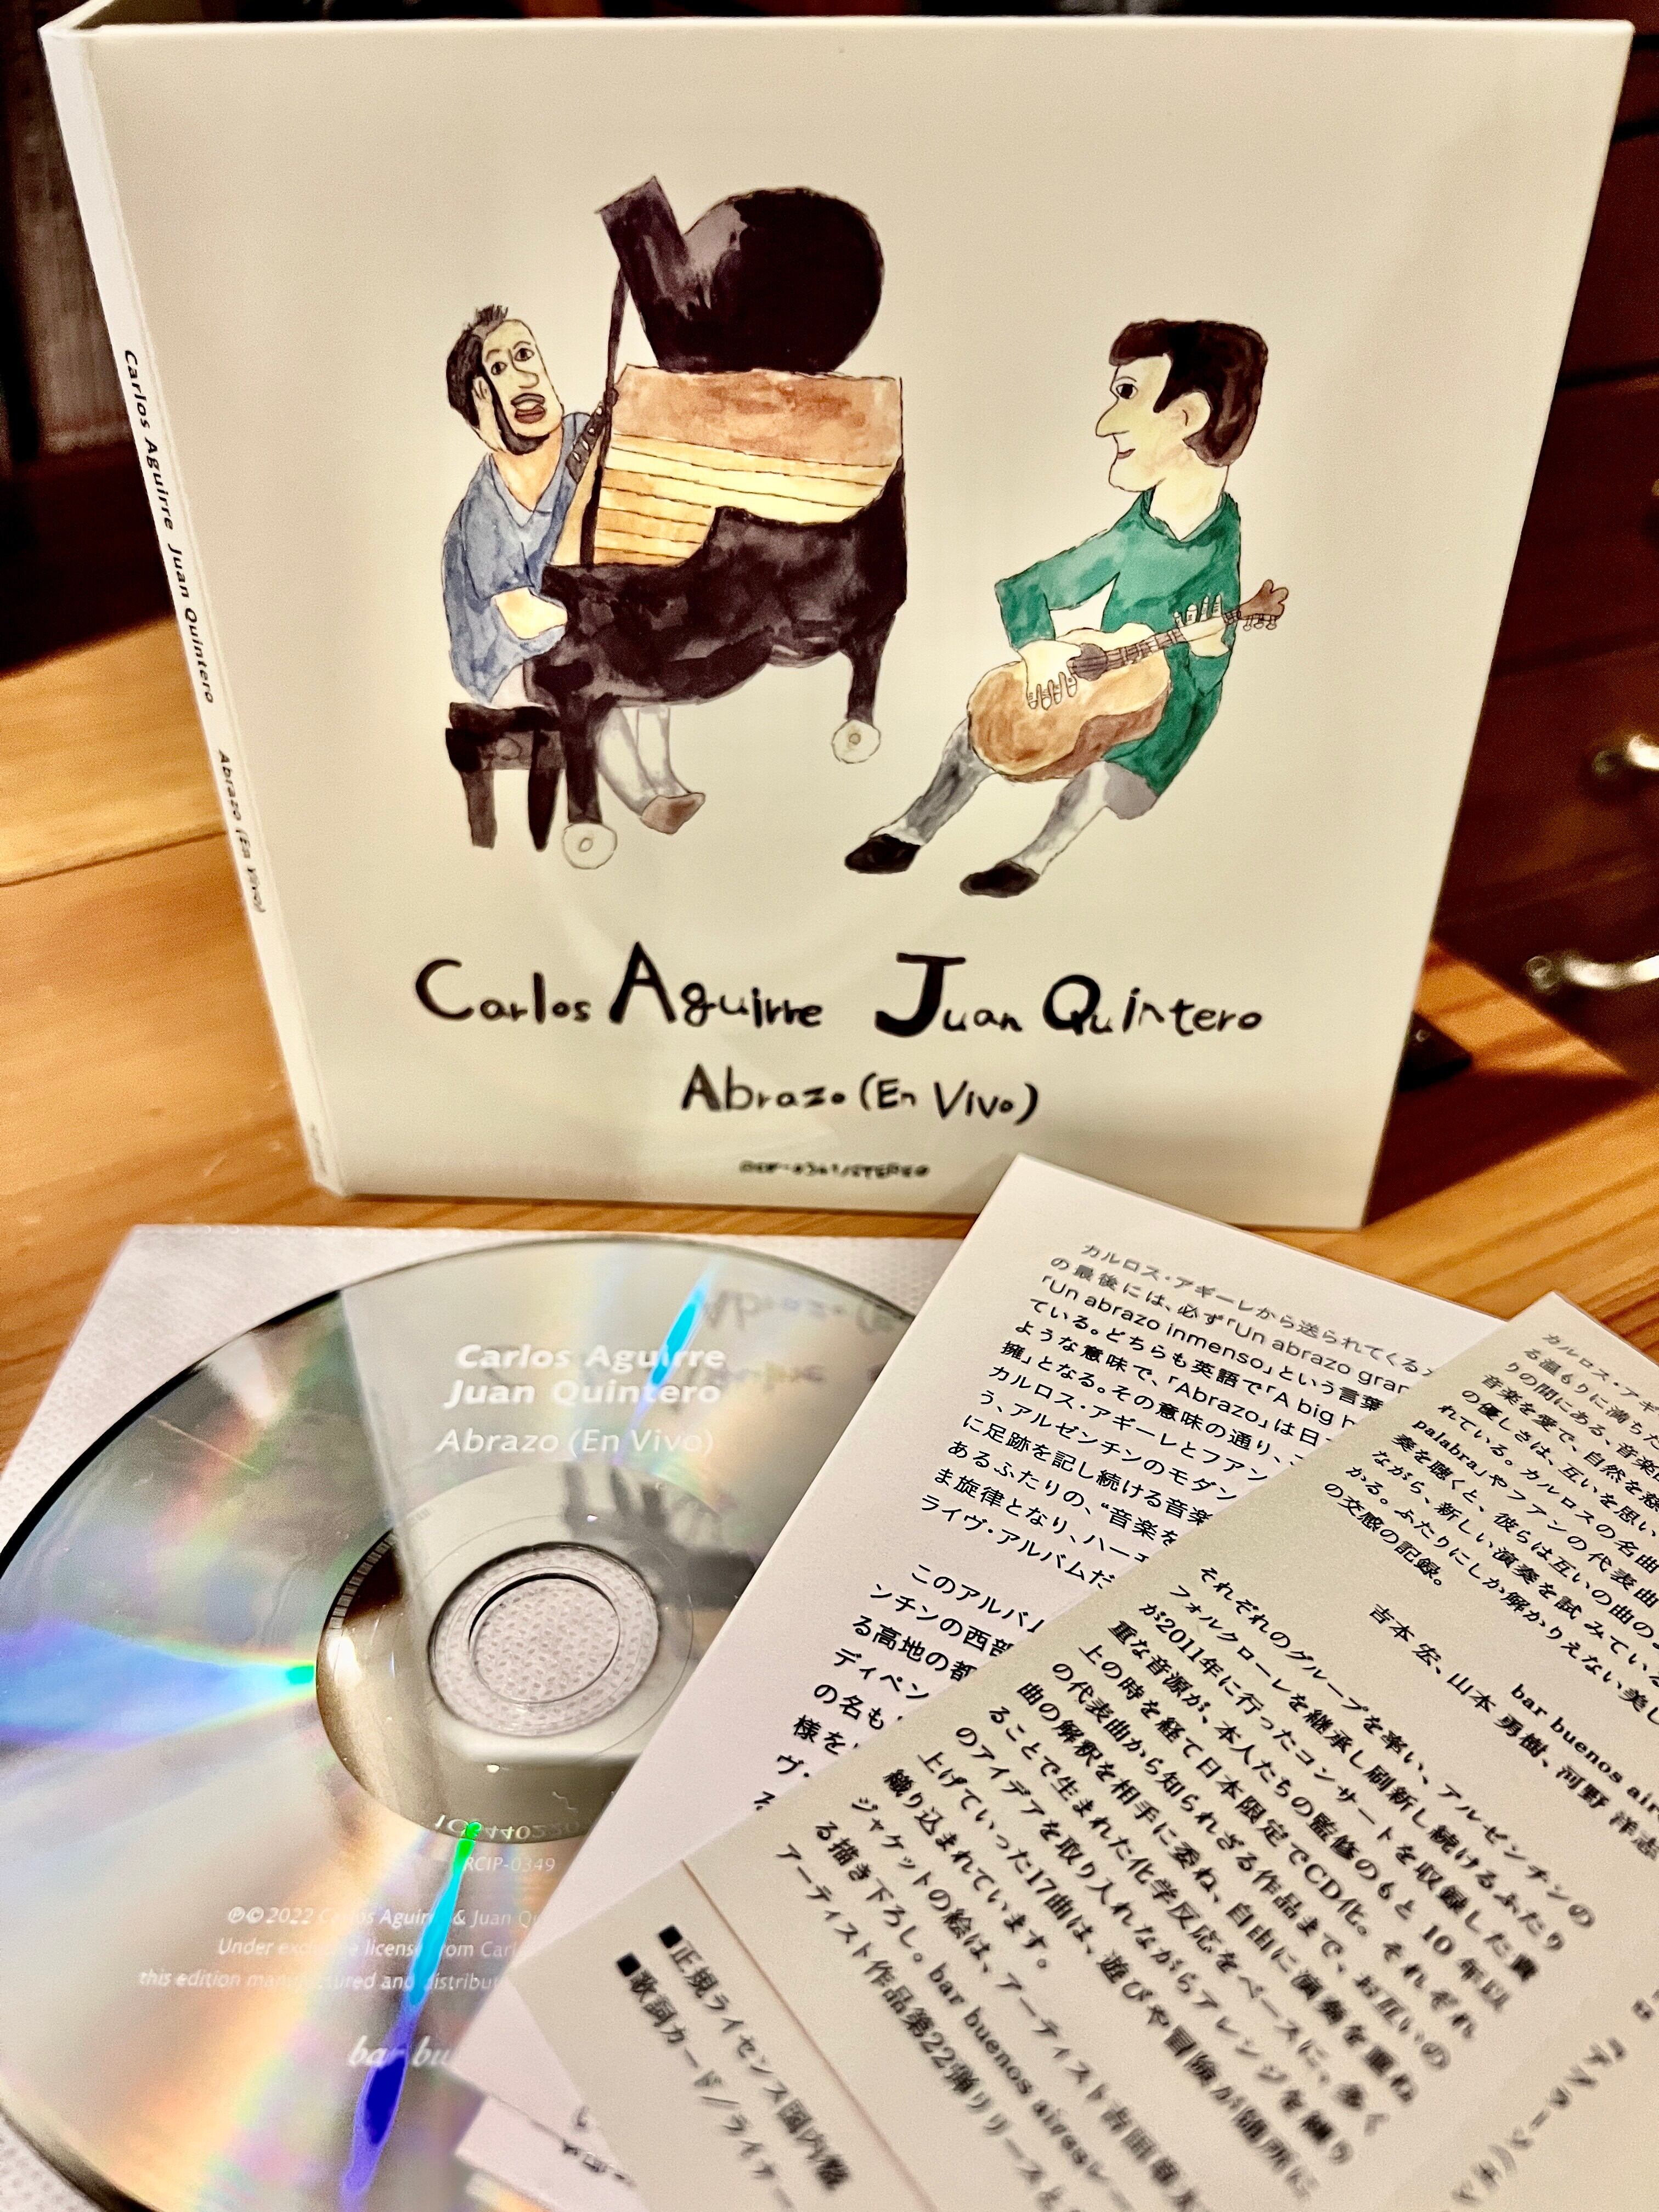 Carlos Aguirre Juan Quintero Abrazo (En Vivo)
Carlos Aguirre Juan Quintero
Abrazo (En Vivo)
Carlos Aguirre
Juan Quintero
Abrazo (En Vivo)
RCIP-0349
℗©2022 Carlos Aguirre & Juan
Under exclusive license from
this edition manufactured and
カルロス・アギーレから送られてくる
の最後には、必ず「Un abrazo
「Un abrazo inmenso」という言葉
ている。どちらも英語で「A big
ような意味で、「Abrazo」は日
擁」となる。その意味の通り、
カルロス・アギーレとフアン
う、アルゼンチンのモダン
に足跡を記し続ける音楽
あるふたりの、“音楽を
ま旋律となり、ハー
ライヴ・アルバムだ
このアルバ
ンチンの西部
る高地の都
ディペン
の名も
様を
ヴ・
カルロス・アギ
る温もりに満ちた
りの間にある、音楽
音楽を愛で、自然を
の優しさは、互いを思い
れている。カルロスの名曲
palabra」やフアンの代表曲
奏を聴くと、彼らは互いの曲の
ながら、新しい演奏を試みている
かる。ふたりにしか解かりえない美し
の交感の記録。
bar buenos aires
吉本 宏、山本 勇樹、河野 洋志
それぞれのグループを率い、アルゼンチンの
フォルクローレを継承し刷新し続けるふたり
が2011年に行ったコンサートを収録した貴
重な音源が、本人たちの監修のもと10年以
上の時を経て日本限定でCD化。それぞれ
の代表曲から知られざる作品まで、お互いの
曲の解釈を相手に委ね、自由に演奏を重ね
ることで生まれた化学反応をベースに、多く
のアイデアを取り入れながらアレンジを練り
上げていった17曲は、遊びや冒険が随所に
織り込まれています。
ジャケットの絵は、アーティスト
る描き下ろし。bar buenos airesレー
アーティスト作品第22弾リリースと
■正規ライセンス国内盤
■歌詞カード/ライナー